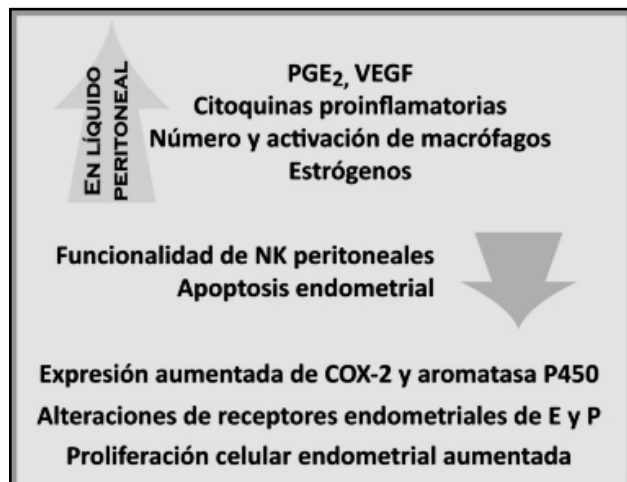 EN LÍQUIDO
PERITONEAL
PGE2, VEGF
Citoquinas proinflamatorias
Número y activación de macrófagos
Estrógenos
Funcionalidad de NK peritoneales
Apoptosis endometrial
Expresión aumentada de COX-2 y aromatasa P450
Alteraciones de receptores endometriales de E y P
Proliferación celular endometrial aumentada